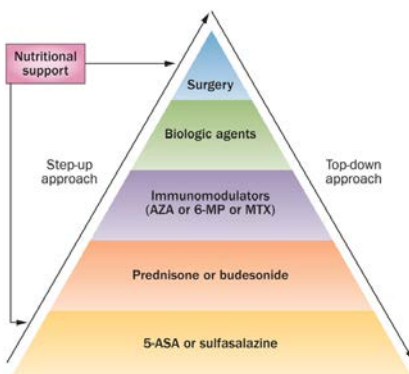 Nutritional
support
Surgery
Biologic agents
Step-up
approach
Top-down
approach
Immunomodulators
(AZA or 6-MP or MTX)
Prednisone or budesonide
5-ASA or sulfasalazine